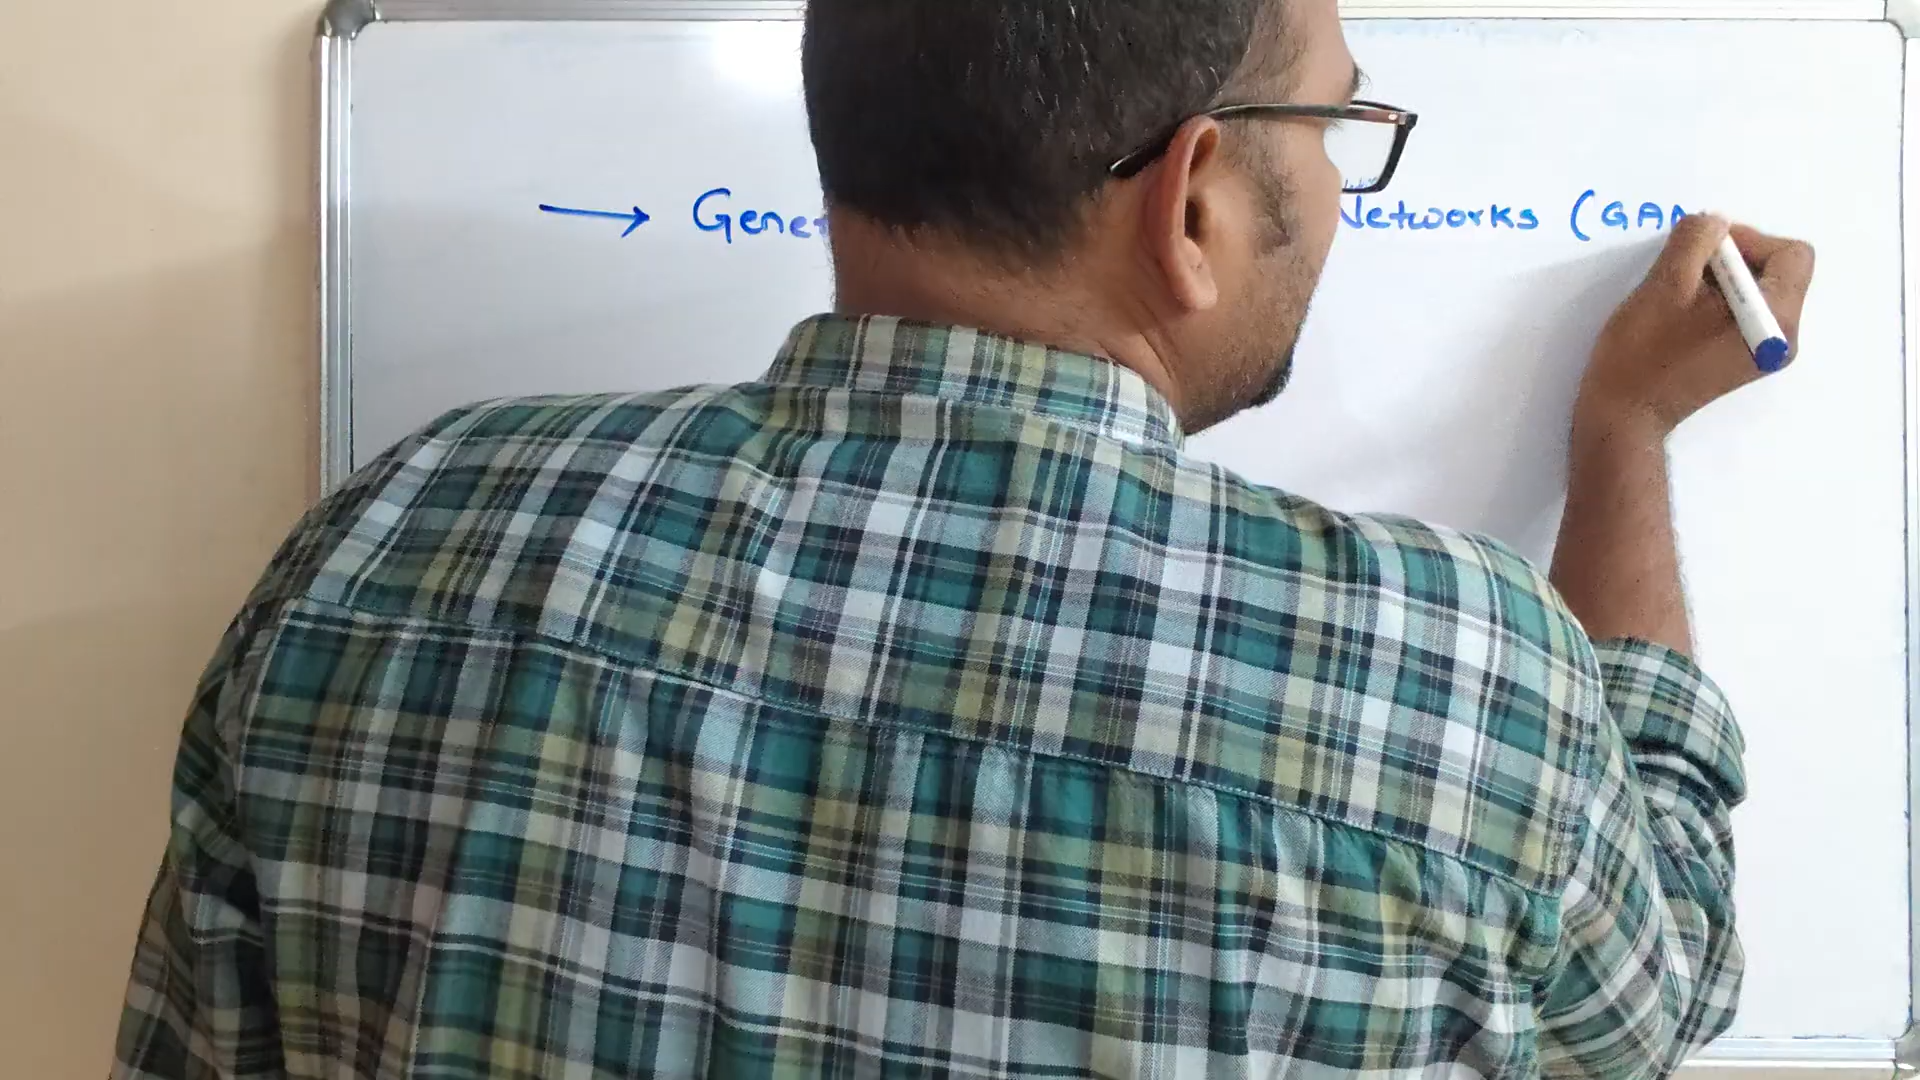 → Gene Networks (GAN